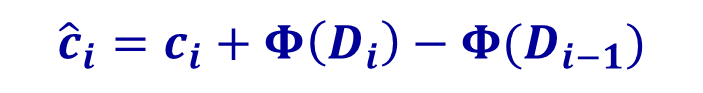 ĉᵢ = cᵢ + Φ(Dᵢ) − Φ(Dᵢ₋₁)